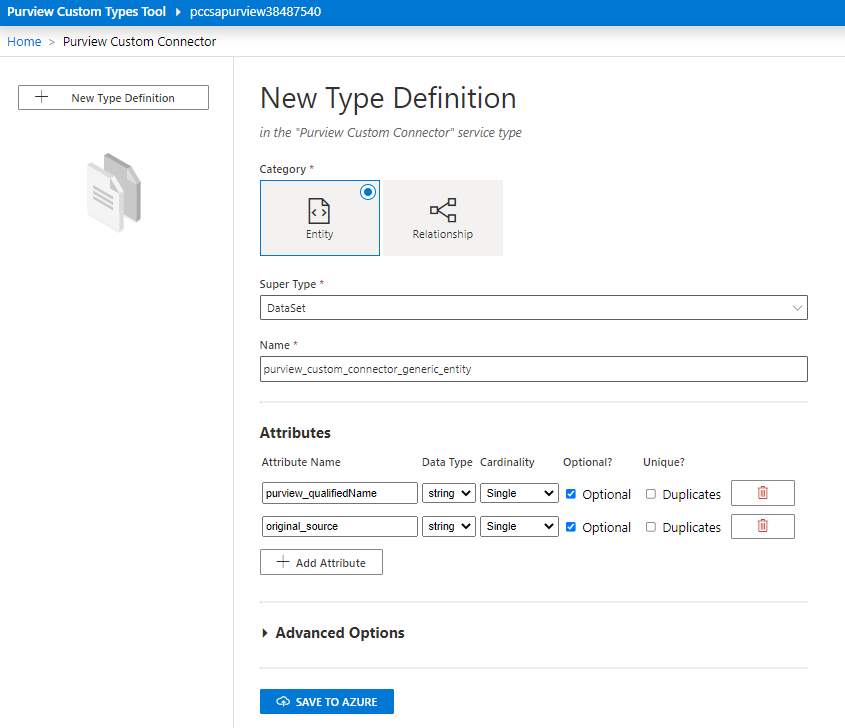 Purview Custom Types Tool pccsapurview38487540
Home > Purview Custom Connector
New Type Definition
New Type Definition
in the "Purview Custom Connector" service type
Category *
Entity
Relationship
Super Type *
DataSet
Name *
purview_custom_connector_generic_entity
Attributes
Attribute Name Data Type Cardinality Optional? Unique?
purview_qualifiedName string Single Optional Duplicates
original_source string Single Optional Duplicates
Add Attribute
Advanced Options
SAVE TO AZURE